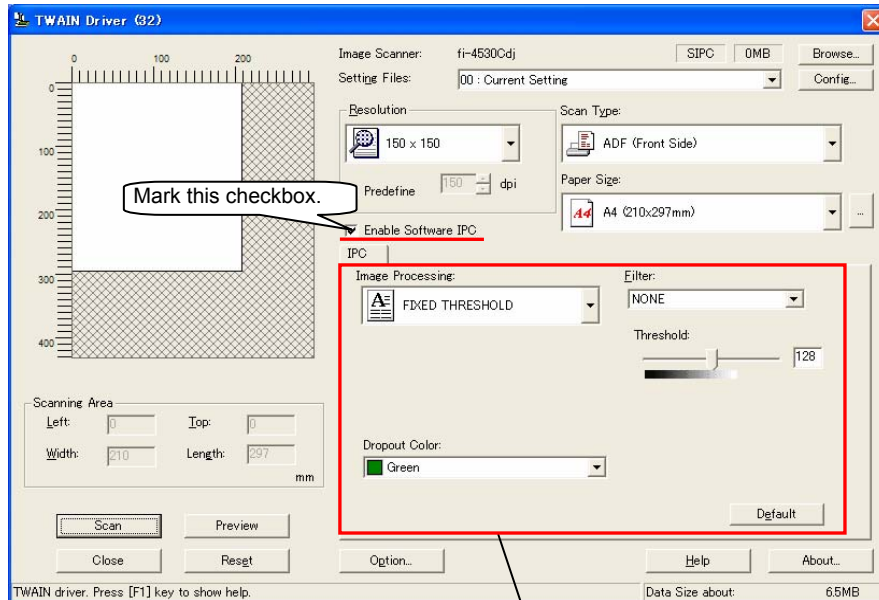 TWAIN Driver (32)
Image Scanner: fi-4530Cdj SIPC 0MB Browse...
Setting Files: 00 : Current Setting Config...
0 100 200
0
100
200
300
400
Resolution
150 x 150
Predefine 150 dpi
Scan Type:
ADF (Front Side)
Paper Size:
A4 A4 (210x297mm) ...
Mark this checkbox.
Enable Software IPC
IPC
Image Processing:
A FIXED THRESHOLD
Filter:
NONE
Threshold:
128
Dropout Color:
Green
Default
Scanning Area
Left: 0 Top: 0
Width: 210 Length: 297
mm
Scan Preview
Close Reset Option... Help About...
TWAIN driver. Press [F1] key to show help. Data Size about: 6.5MB